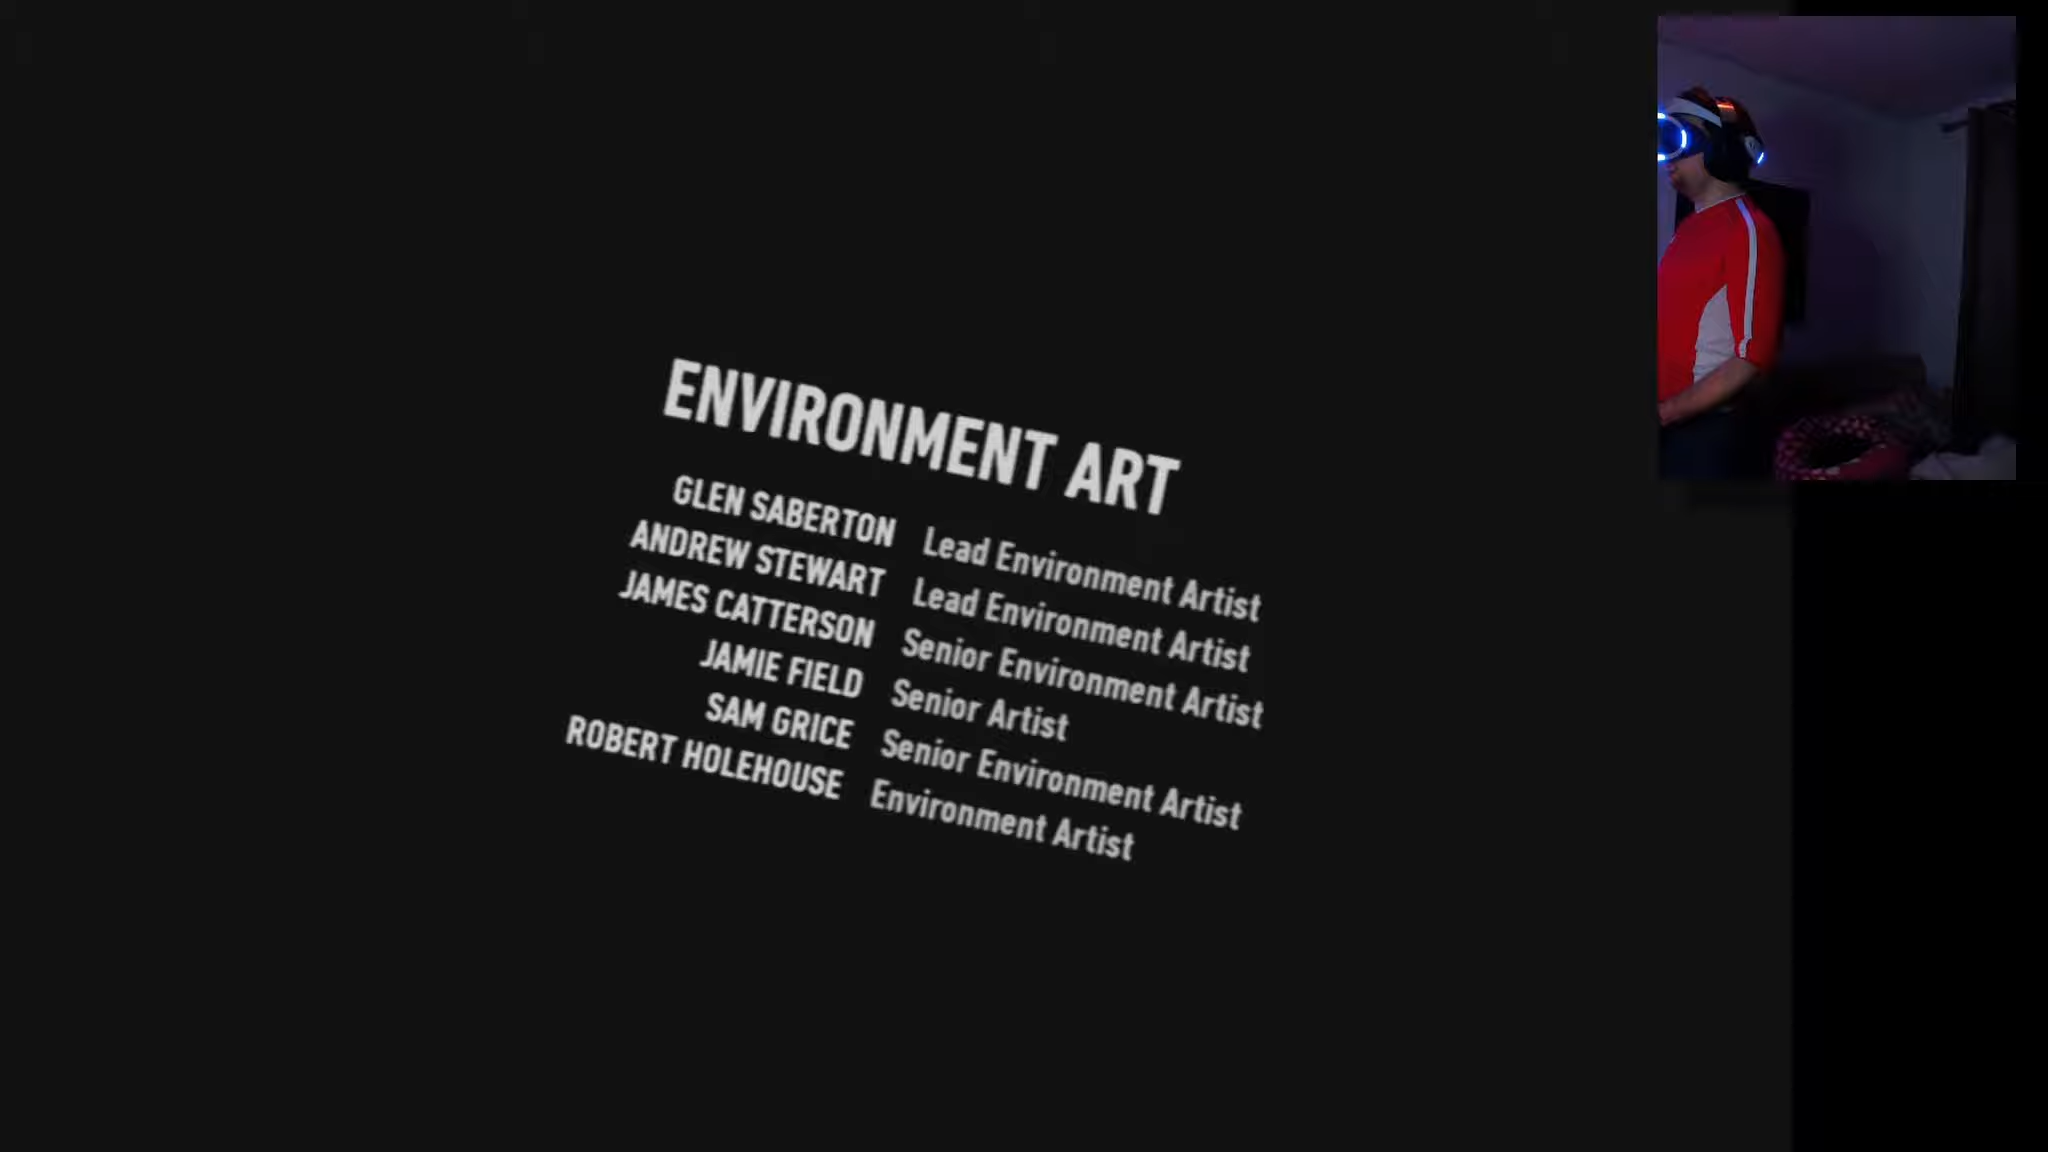 ENVIRONMENT ART
GLEN SABERTON Lead Environment Artist
ANDREW STEWART Lead Environment Artist
JAMES CATTERSON Senior Environment Artist
JAMIE FIELD Senior Artist
SAM GRICE Senior Environment Artist
ROBERT HOLEHOUSE Environment Artist